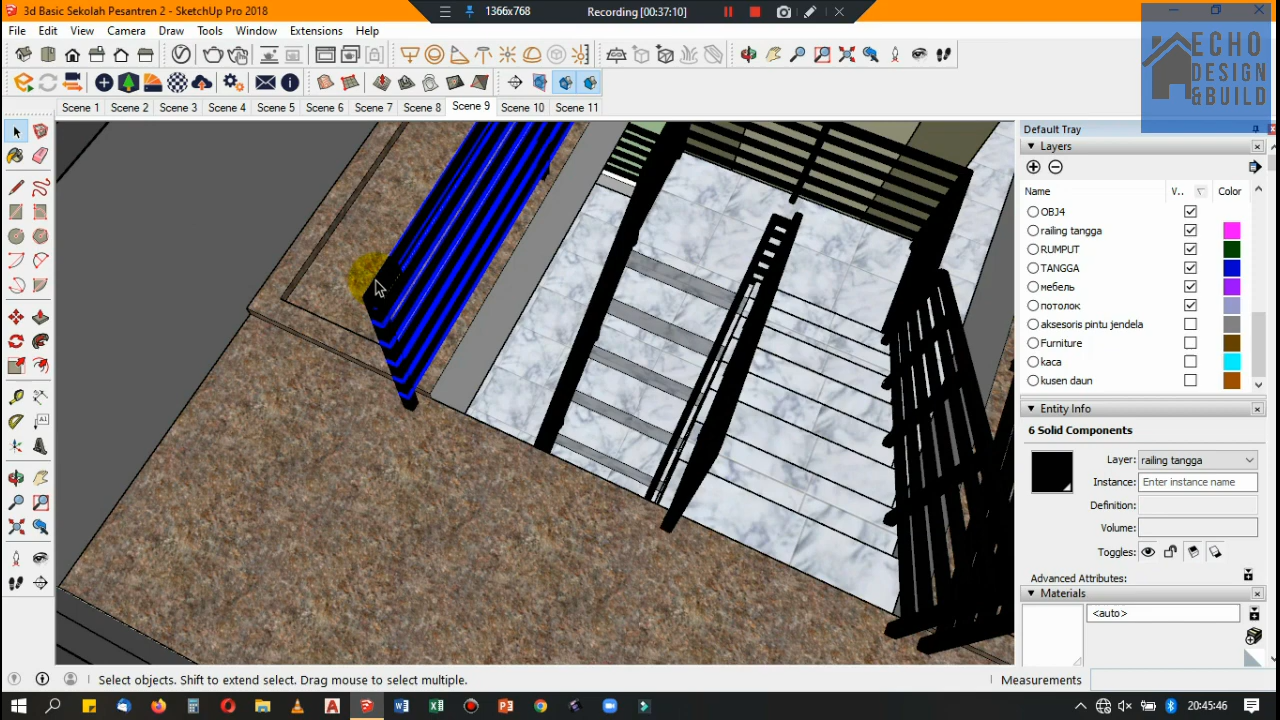 3d Basic Sekolah Pesantren 2 - SketchUp Pro 2018
1366x768
Recording [00:37:10]
File Edit View Camera Draw Tools Window Extensions Help
ECHO
DESIGN
&BUILD
Scene 1 Scene 2 Scene 3 Scene 4 Scene 5 Scene 6 Scene 7 Scene 8 Scene 9 Scene 10 Scene 11
Default Tray
Layers
Name V.. Color
OBJ4
railing tangga
RUMPUT
TANGGA
мебель
потолок
aksesoris pintu jendela
Furniture
kaca
kusen daun
Entity Info
6 Solid Components
Layer: railing tangga
Instance: Enter instance name
Definition:
Volume:
Toggles:
Advanced Attributes:
Materials
<auto>
Select objects. Shift to extend select. Drag mouse to select multiple.
Measurements
20:45:46